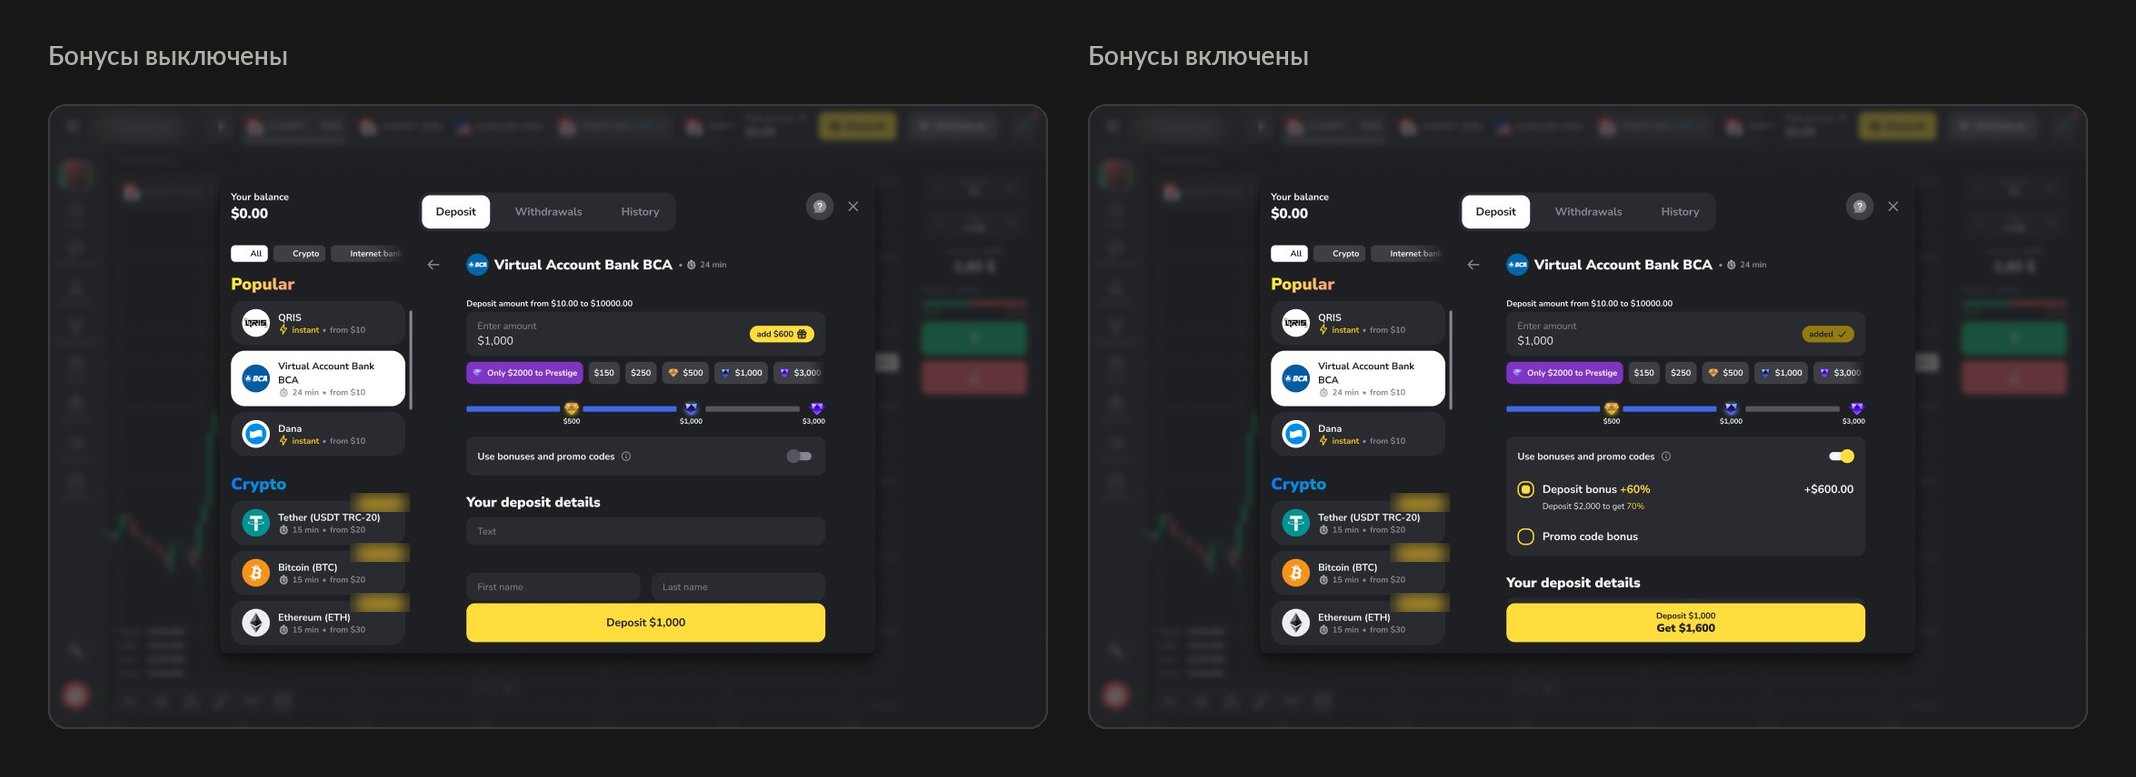 Бонусы выключены
Your balance
$0.00
Deposit
Withdrawals
History
All
Crypto
Internet bank
Popular
QRIS
QRIS
instant • from $10
BCA
Virtual Account Bank
BCA
24 min • from $10
Dana
instant • from $10
Crypto
Tether (USDT TRC-20)
15 min • from $20
Bitcoin (BTC)
15 min • from $20
Ethereum (ETH)
15 min • from $30
BCA
Virtual Account Bank BCA • 24 min
Deposit amount from $10.00 to $10000.00
Enter amount
$1,000
add $600
Only $2000 to Prestige
$150
$250
$500
$1,000
$3,000
$500
$1,000
$3,000
Use bonuses and promo codes
Your deposit details
Text
First name
Last name
Deposit $1,000
Бонусы включены
Your balance
$0.00
Deposit
Withdrawals
History
All
Crypto
Internet bank
Popular
QRIS
QRIS
instant • from $10
BCA
Virtual Account Bank
BCA
24 min • from $10
Dana
instant • from $10
Crypto
Tether (USDT TRC-20)
15 min • from $20
Bitcoin (BTC)
15 min • from $20
Ethereum (ETH)
15 min • from $30
BCA
Virtual Account Bank BCA • 24 min
Deposit amount from $10.00 to $10000.00
Enter amount
$1,000
added
Only $2000 to Prestige
$150
$250
$500
$1,000
$3,000
$500
$1,000
$3,000
Use bonuses and promo codes
Deposit bonus +60%
+$600.00
Deposit $2,000 to get 70%
Promo code bonus
Your deposit details
Deposit $1,000
Get $1,600